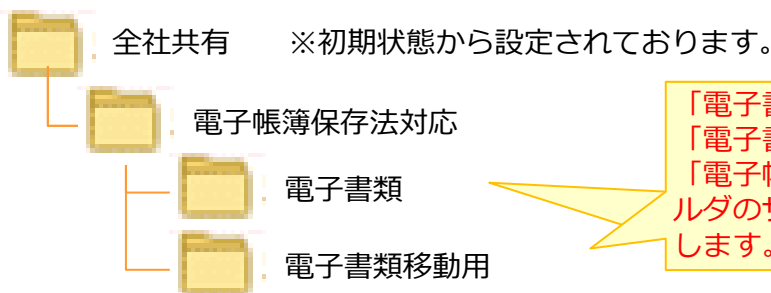 全社共有　　※初期状態から設定されております。
電子帳簿保存法対応
電子書類
電子書類移動用
「電子書
「電子書
「電子帳
ルダのサ
します。